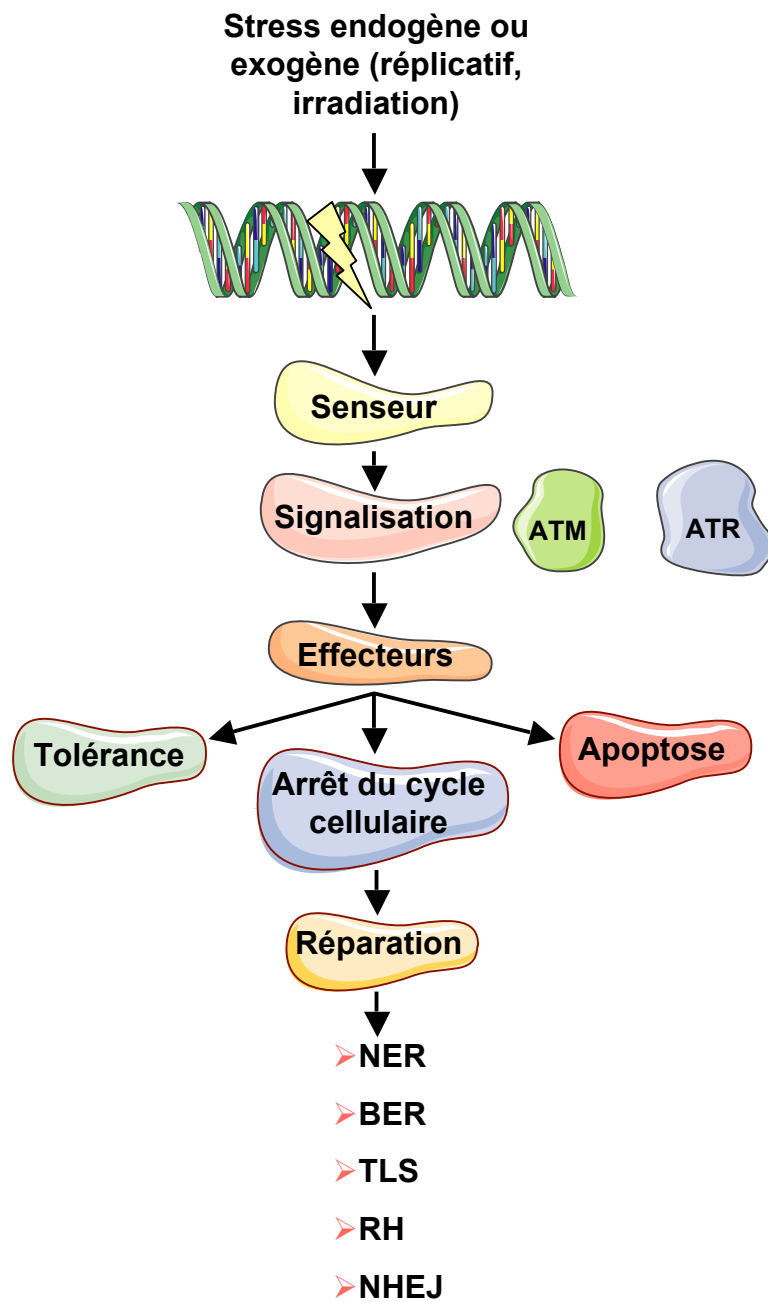 Stress endogène ou
exogène (réplicatif,
irradiation)
Senseur
Signalisation
ATM
ATR
Effecteurs
Tolérance
Arrêt du cycle
cellulaire
Apoptose
Réparation
NER
BER
TLS
RH
NHEJ